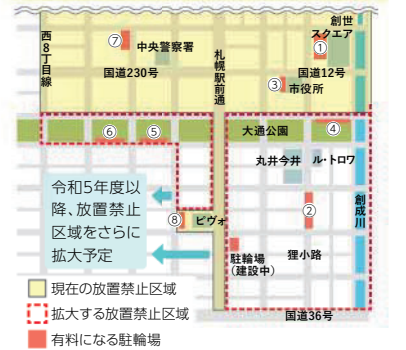 創世
スクエア
西8丁目線
⑦
中央警察署
札幌駅前通
①
国道230号
国道12号
③
市役所
⑥
⑤
大通公園
④
丸井今井
ル・トロワ
令和5年度以
降、放置禁止
区域をさらに
拡大予定
②
創成川
⑧
ピヴォ
狸小路
駐輪場
（建設中）
国道36号
現在の放置禁止区域
拡大する放置禁止区域
有料になる駐輪場